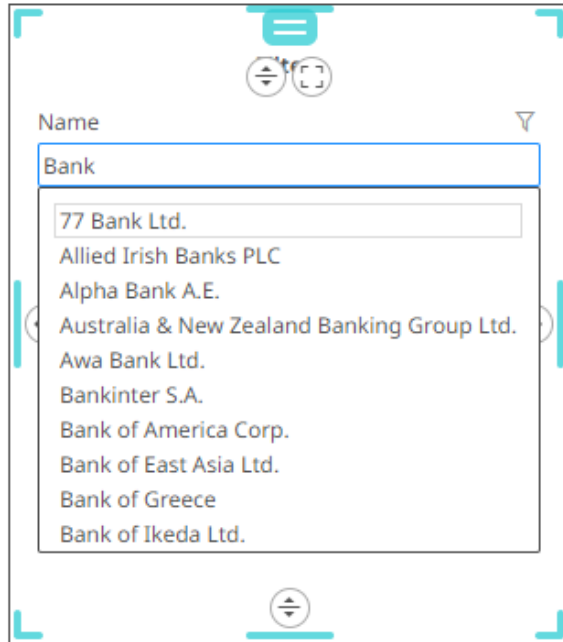 Name
Bank
77 Bank Ltd.
Allied Irish Banks PLC
Alpha Bank A.E.
Australia & New Zealand Banking Group Ltd.
Awa Bank Ltd.
Bankinter S.A.
Bank of America Corp.
Bank of East Asia Ltd.
Bank of Greece
Bank of Ikeda Ltd.